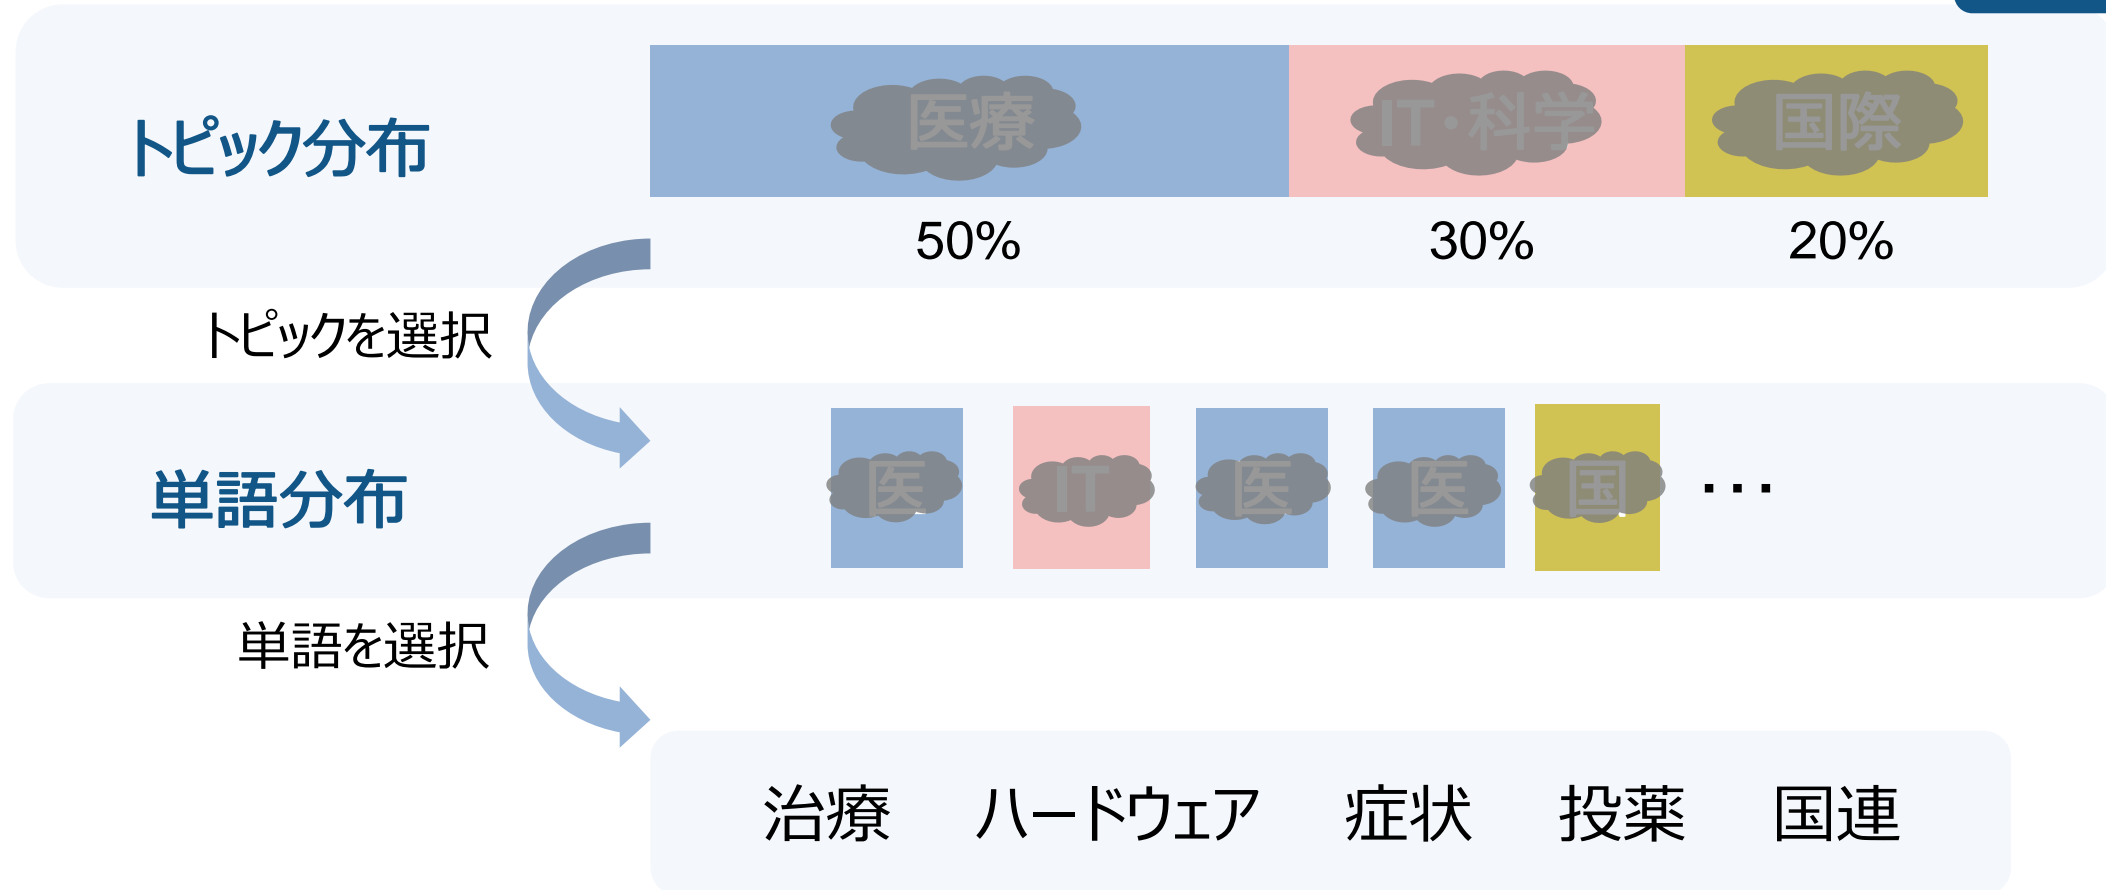 医療 IT・科学 国際
トピック分布
50% 30% 20%
トピックを選択
医 IT 医 医 国 ・・・
単語分布
単語を選択
治療 ハードウェア 症状 投薬 国連